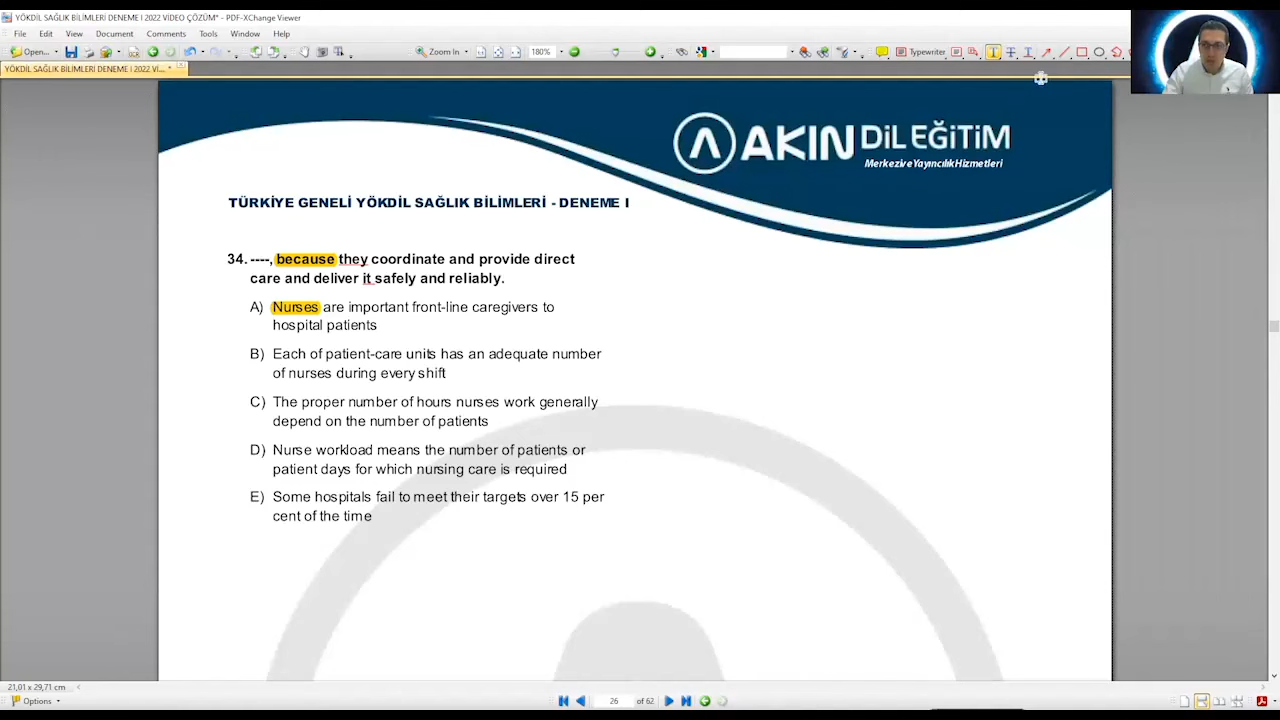 YÖKDİL SAĞLIK BİLİMLERİ DENEME I 2022 VİDEO ÇÖZÜM* - PDF-XChange Viewer
File Edit View Document Comments Tools Window Help
Open... Zoom In 180% Typewriter
YÖKDİL SAĞLIK BİLİMLERİ DENEME I 2022 Vİ... *
AKIN DİL EĞİTİM
Merkezi ve Yayıncılık Hizmetleri
TÜRKİYE GENELİ YÖKDİL SAĞLIK BİLİMLERİ - DENEME I
34. ----, because they coordinate and provide direct
care and deliver it safely and reliably.
A) Nurses are important front-line caregivers to
hospital patients
B) Each of patient-care units has an adequate number
of nurses during every shift
C) The proper number of hours nurses work generally
depend on the number of patients
D) Nurse workload means the number of patients or
patient days for which nursing care is required
E) Some hospitals fail to meet their targets over 15 per
cent of the time
21,01 x 29,71 cm
Options 26 of 62